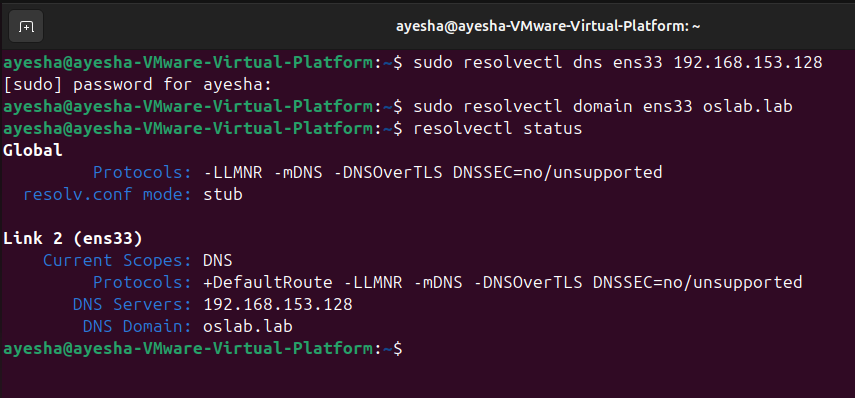 ayesha@ayesha-VMware-Virtual-Platform: ~
ayesha@ayesha-VMware-Virtual-Platform:~$ sudo resolvectl dns ens33 192.168.153.128
[sudo] password for ayesha:
ayesha@ayesha-VMware-Virtual-Platform:~$ sudo resolvectl domain ens33 oslab.lab
ayesha@ayesha-VMware-Virtual-Platform:~$ resolvectl status
Global
Protocols: -LLMNR -mDNS -DNSOverTLS DNSSEC=no/unsupported
resolv.conf mode: stub
Link 2 (ens33)
Current Scopes: DNS
Protocols: +DefaultRoute -LLMNR -mDNS -DNSOverTLS DNSSEC=no/unsupported
DNS Servers: 192.168.153.128
DNS Domain: oslab.lab
ayesha@ayesha-VMware-Virtual-Platform:~$